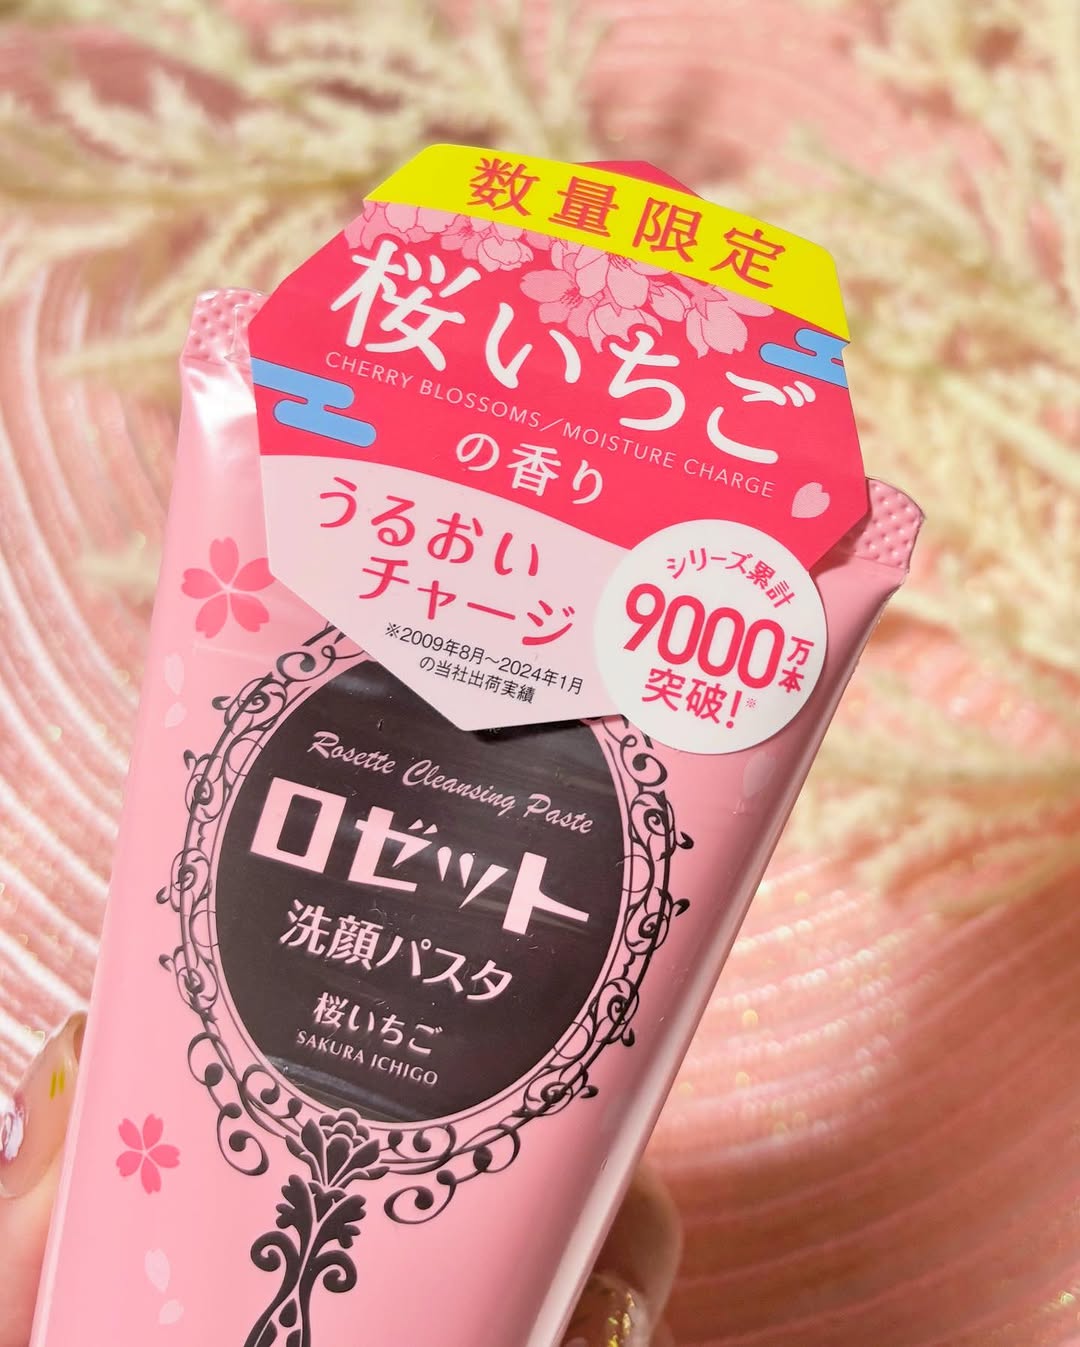 数量限定
桜いちご
CHERRY BLOSSOMS/MOISTURE CHARGE
の香り
うるおい
チャージ
※2009年8月~2024年1月
の当社出荷実績
シリーズ累計
9000万本
突破!※
Rosette Cleansing Paste
ロゼット
洗顔パスタ
桜いちご
SAKURA ICHIGO